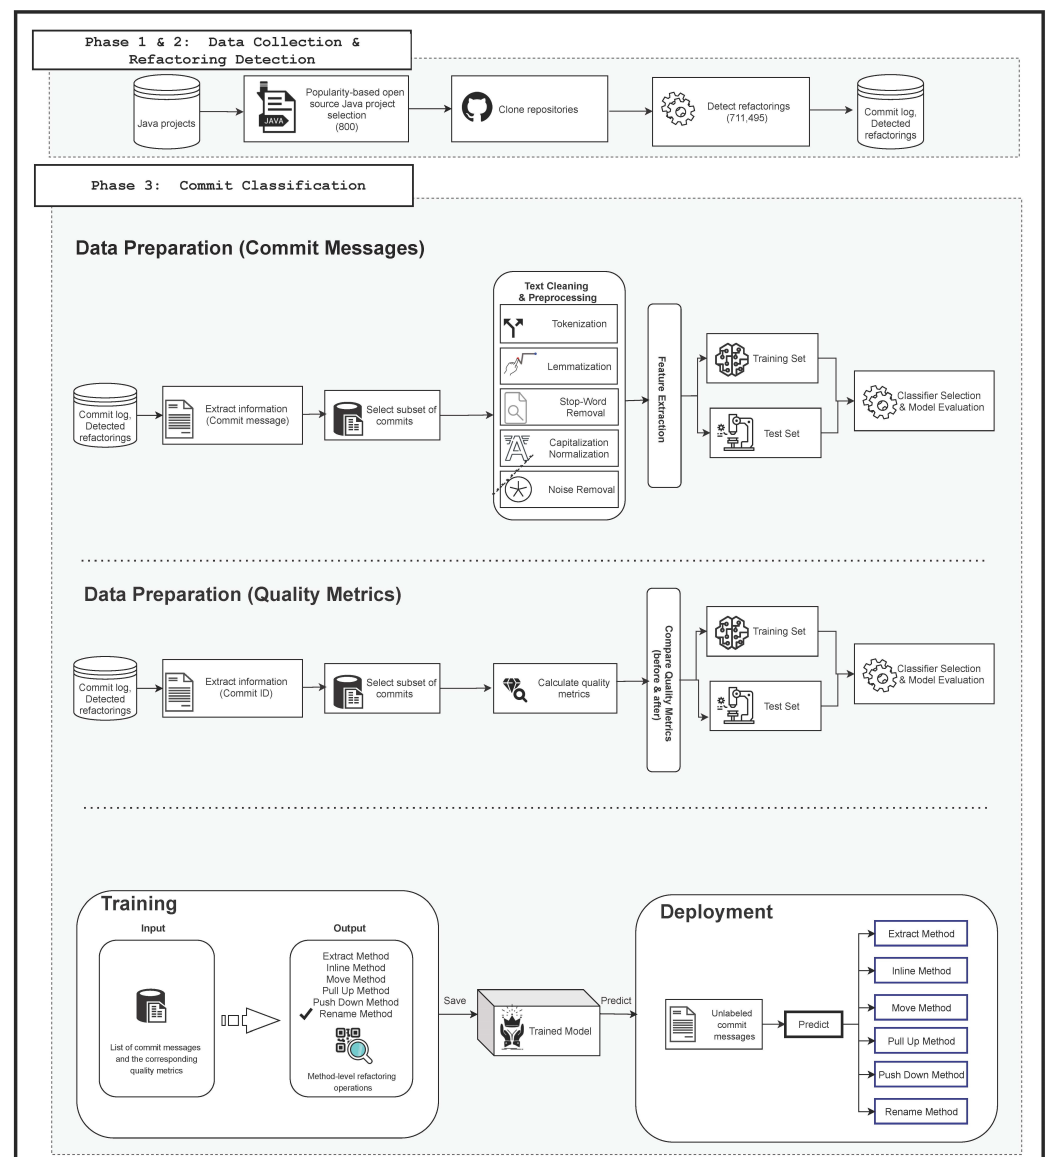 Phase 1 & 2: Data Collection &
Refactoring Detection
Java projects
JAVA
Popularity-based open
source Java project
selection
(800)
Clone repositories
Detect refactorings
(711,495)
Commit log,
Detected
refactorings
Phase 3: Commit Classification
Data Preparation (Commit Messages)
Commit log,
Detected
refactorings
Extract information
(Commit message)
Select subset of
commits
Text Cleaning
& Preprocessing
Tokenization
Lemmatization
Stop-Word
Removal
Capitalization
Normalization
Noise Removal
Feature Extraction
Training Set
Test Set
Classifier Selection
& Model Evaluation
Data Preparation (Quality Metrics)
Commit log,
Detected
refactorings
Extract information
(Commit ID)
Select subset of
commits
Calculate quality
metrics
Compare Quality Metrics
(before & after)
Training Set
Test Set
Classifier Selection
& Model Evaluation
Training
Input
List of commit messages
and the corresponding
quality metrics
Output
Extract Method
Inline Method
Move Method
Pull Up Method
Push Down Method
Rename Method
Method-level refactoring
operations
Save
Trained Model
Predict
Deployment
Unlabeled
commit
messages
Predict
Extract Method
Inline Method
Move Method
Pull Up Method
Push Down Method
Rename Method